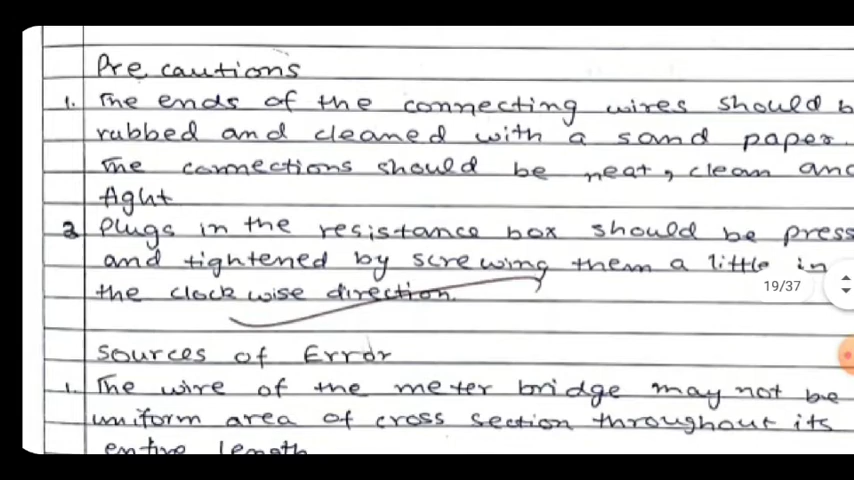 Pre cautions
1. The ends of the connecting wires should b
rubbed and cleaned with a sand paper.
The connections should be neat, clean and
tight
2 Plugs in the resistance box should be press
and tightened by screwing them a little in
the clock wise direction.
19/37
Sources of Error
1. The wire of the meter bridge may not be
uniform area of cross section throughout its
entire length